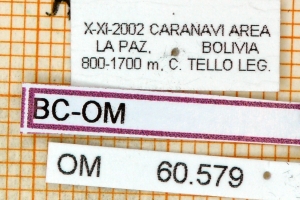 X-XI-2002 CARANAVI AREA
LA PAZ, BOLIVIA
800-1700 m, C. TELLO LEG.
BC-OM
OM 60.579